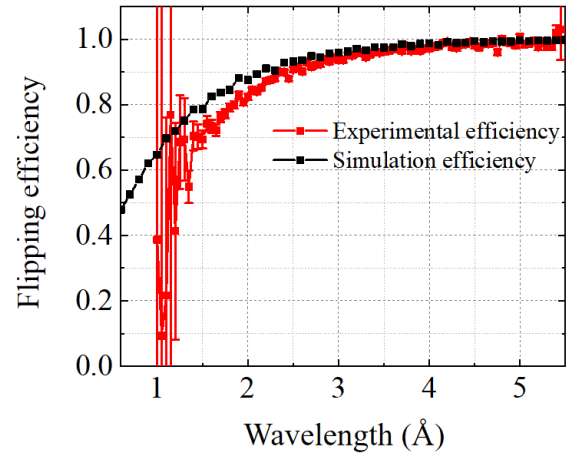 1.0
0.8
0.6
0.4
0.2
0.0
Flipping efficiency
Experimental efficiency
Simulation efficiency
1 2 3 4 5
Wavelength (Å)